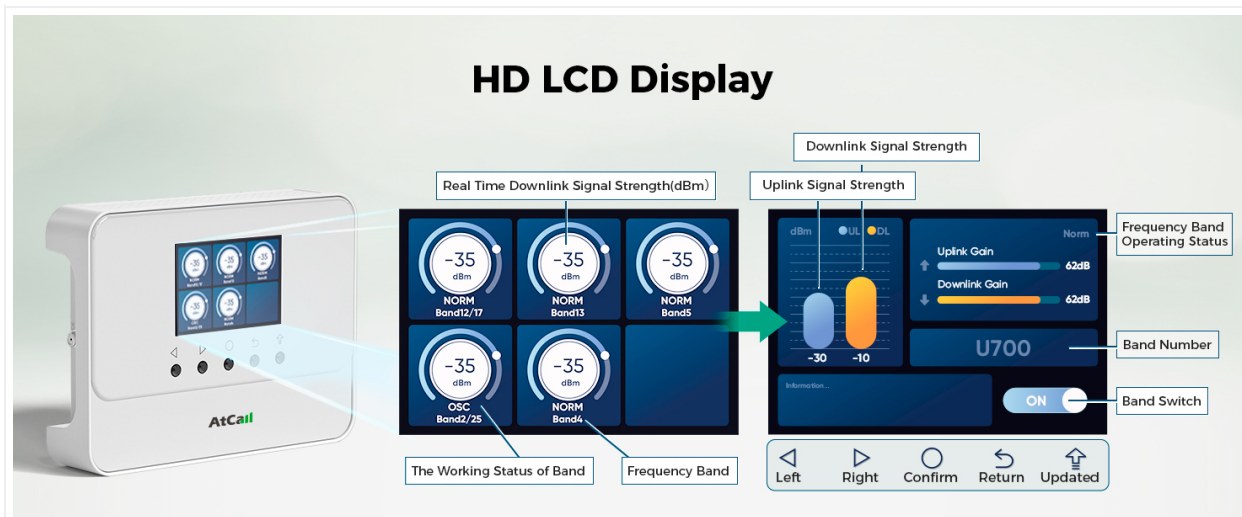 HD LCD Display
Downlink Signal Strength
Real Time Downlink Signal Strength(dBm)
Uplink Signal Strength
-35
dBm
NORM
Band12/17
-35
dBm
NORM
Band13
-35
dBm
NORM
Band5
-35
dBm
OSC
Band2/25
-35
dBm
NORM
Band4
The Working Status of Band
Frequency Band
dBm UL DL
-30 -10
Norm
Uplink Gain
62dB
Downlink Gain
62dB
U700
Information...
ON
Frequency Band
Operating Status
Band Number
Band Switch
Left Right Confirm Return Updated
AtCall